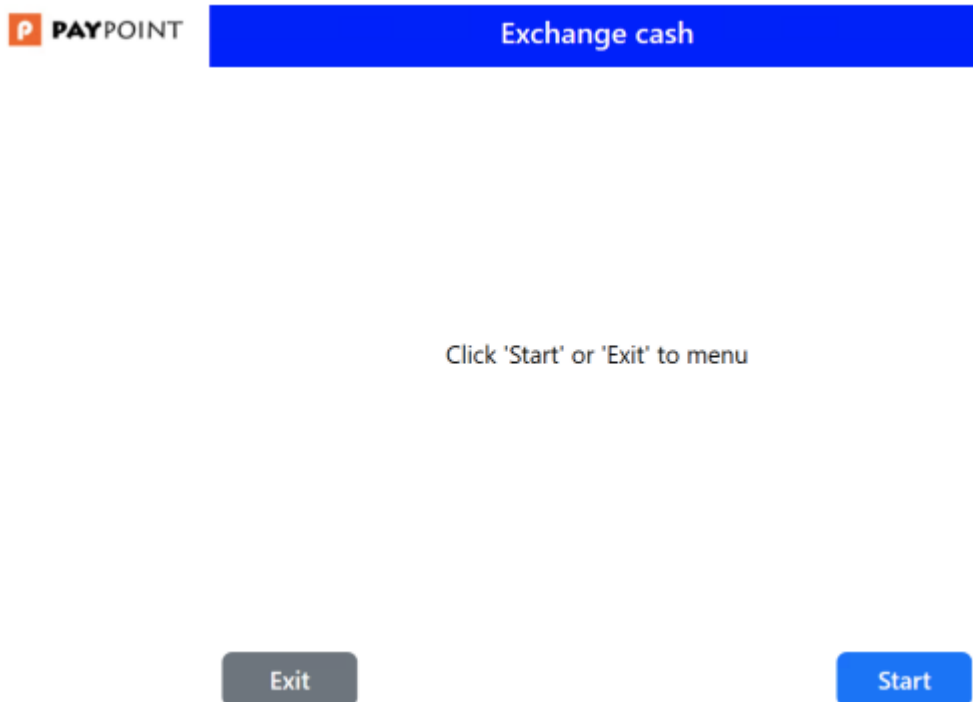 PAYPOINT
Exchange cash
Click 'Start' or 'Exit' to menu
Exit
Start